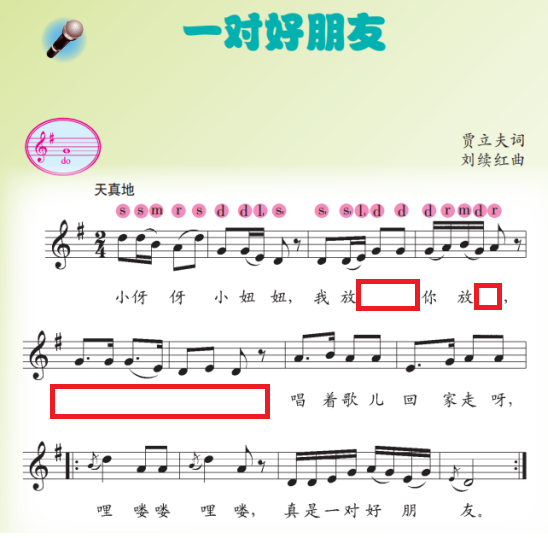 一对好朋友
do
贾立夫词
刘续红曲
天真地
s s m r s d d l, s, s, s, l, d d d r m d r
2
4
小伢 伢 小 妞 妞, 我 放 你 放 ,
唱 着 歌 儿 回 家 走 呀,
哩 喽喽 哩 喽, 真 是 一 对 好 朋 友。